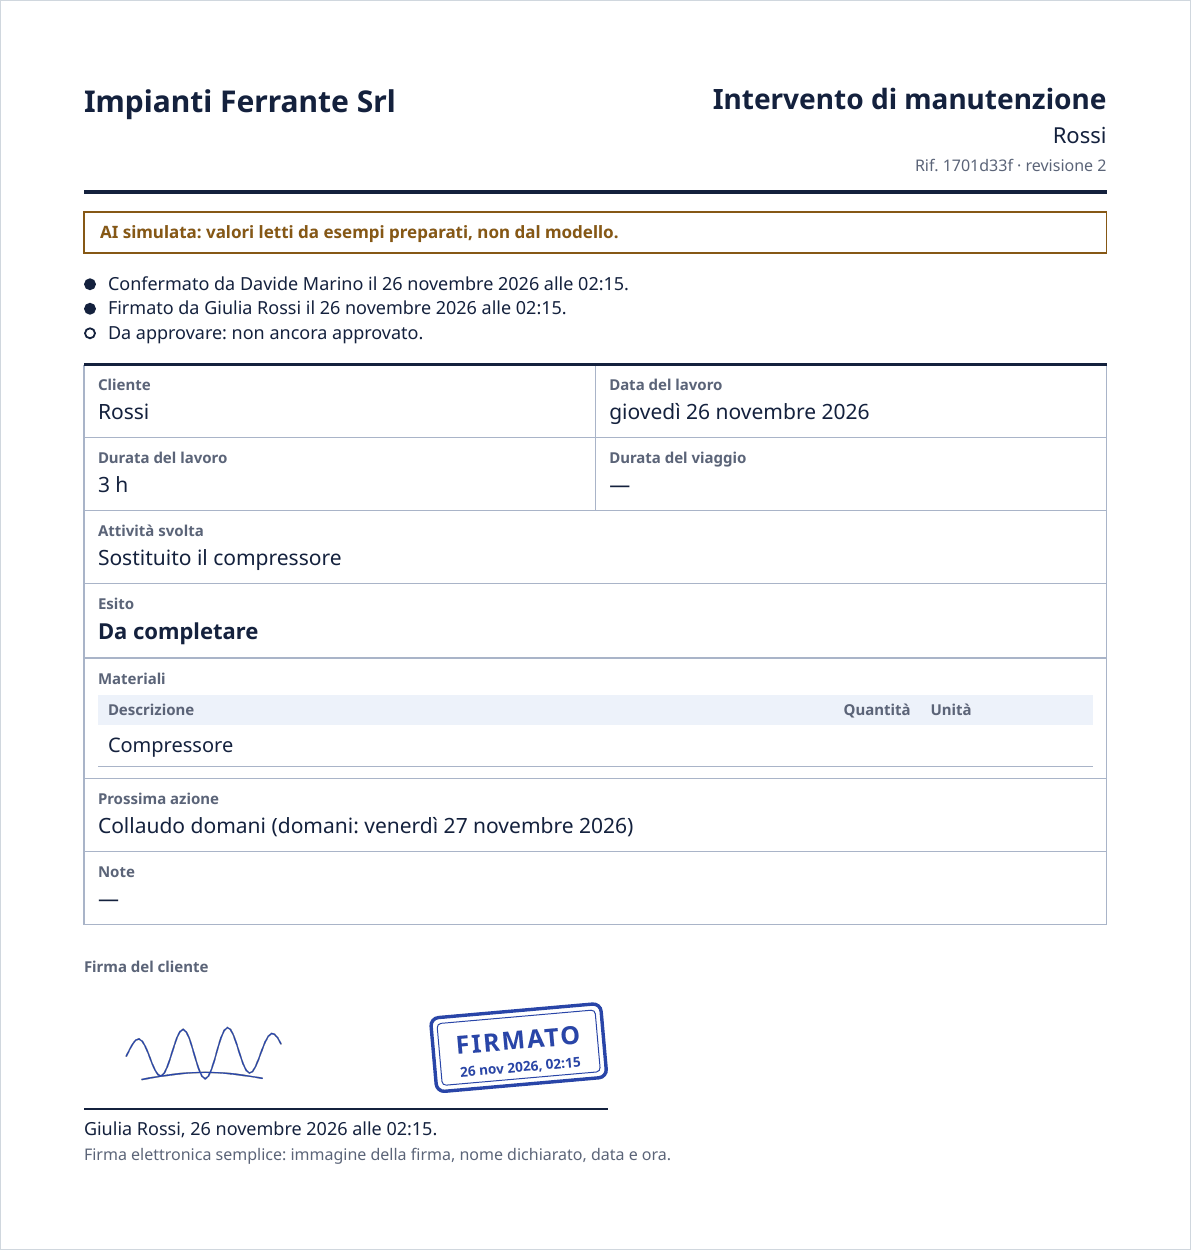 Impianti Ferrante Srl
Intervento di manutenzione
Rossi
Rif. 1701d33f · revisione 2
AI simulata: valori letti da esempi preparati, non dal modello.
Confermato da Davide Marino il 26 novembre 2026 alle 02:15.
Firmato da Giulia Rossi il 26 novembre 2026 alle 02:15.
Da approvare: non ancora approvato.
Cliente
Rossi
Data del lavoro
giovedì 26 novembre 2026
Durata del lavoro
3 h
Durata del viaggio
—
Attività svolta
Sostituito il compressore
Esito
Da completare
Materiali
Descrizione Quantità Unità
Compressore
Prossima azione
Collaudo domani (domani: venerdì 27 novembre 2026)
Note
—
Firma del cliente
FIRMATO
26 nov 2026, 02:15
Giulia Rossi, 26 novembre 2026 alle 02:15.
Firma elettronica semplice: immagine della firma, nome dichiarato, data e ora.